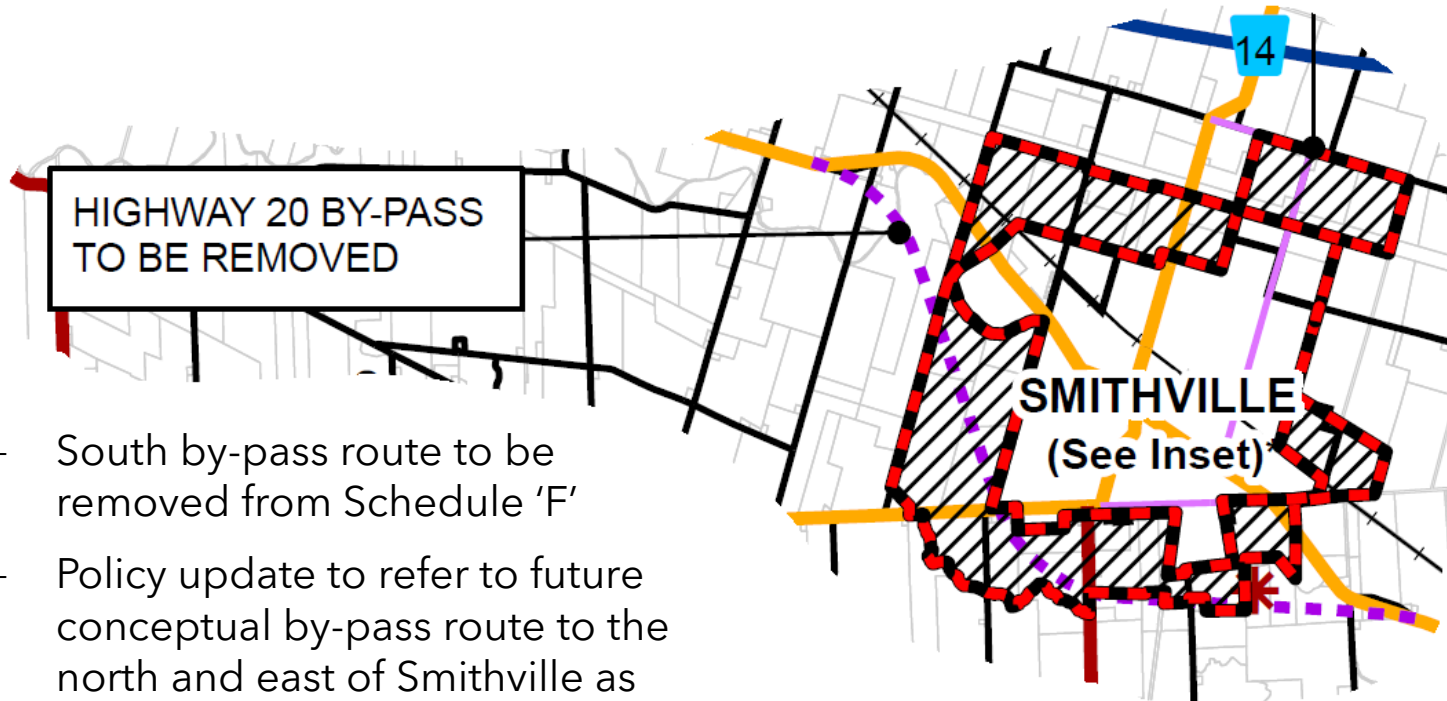 14
HIGHWAY 20 BY-PASS
TO BE REMOVED
SMITHVILLE
(See Inset)
- South by-pass route to be
removed from Schedule ‘F’
- Policy update to refer to future
conceptual by-pass route to the
north and east of Smithville as